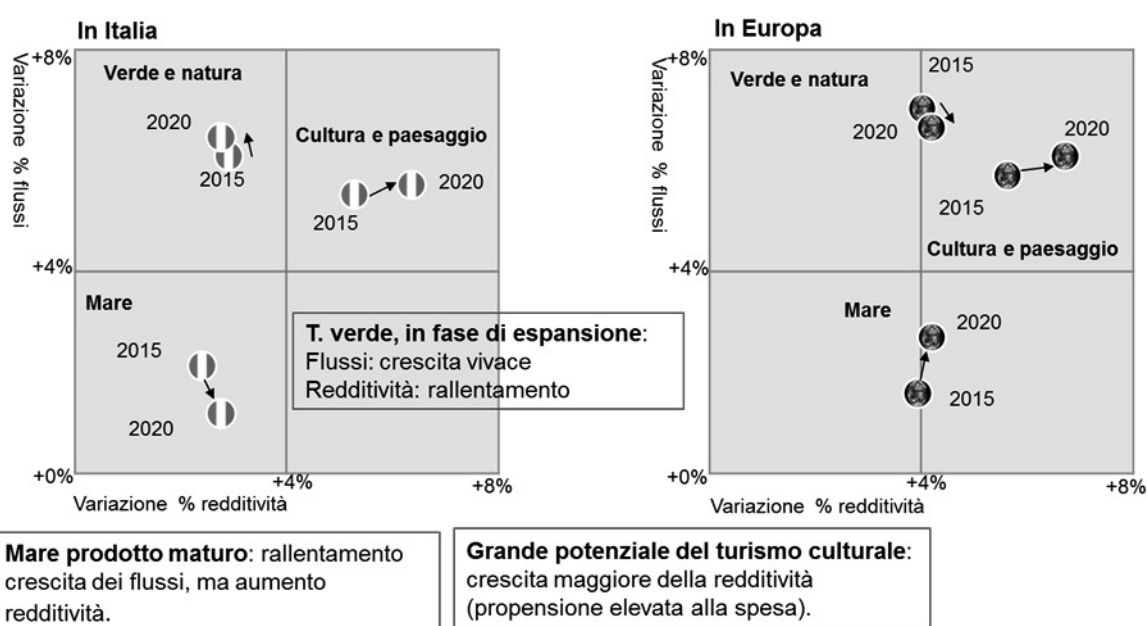 In Italia
Variazione % flussi
+8%
Verde e natura
2020
2015
Cultura e paesaggio
2015
2020
+4%
Mare
2015
2020
+0%
+4%
+8%
Variazione % redditività
In Europa
Variazione % flussi
+8%
Verde e natura
2015
2020
2020
2015
Cultura e paesaggio
+4%
Mare
2020
2015
+0%
+4%
+8%
Variazione % redditività
T. verde, in fase di espansione:
Flussi: crescita vivace
Redditività: rallentamento
Mare prodotto maturo: rallentamento
crescita dei flussi, ma aumento
redditività.
Grande potenziale del turismo culturale:
crescita maggiore della redditività
(propensione elevata alla spesa).